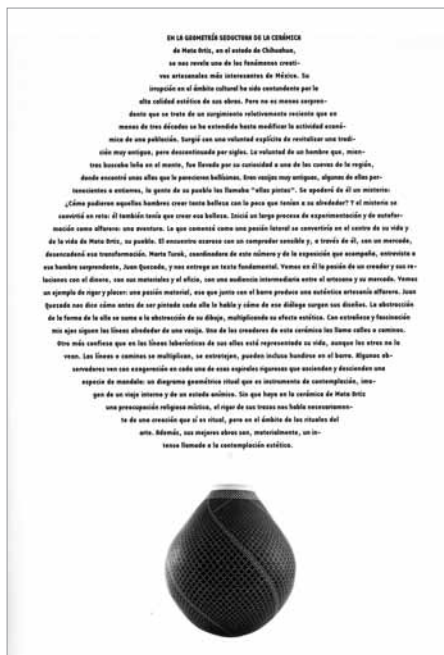 EN LA GEOMETRÍA SEDUCTORA DE LA CERÁMICA
de Mata Ortiz, en el estado de Chihuahua,
se nos revela uno de los fenómenos creati-
vos artesanales más interesantes de México. Su
irrupción en el ámbito cultural ha sido contundente por la
alta calidad estética de sus obras. Pero no es menos sorpren-
dente que se trate de un surgimiento relativamente reciente que en
menos de tres décadas se ha extendido hasta modificar la actividad econó-
mica de una población. Surgió con una voluntad explícita de revitalizar una tradi-
ción muy antigua, pero descontinuada por siglos. La voluntad de un hombre que, mien-
tras buscaba leña en el monte, fue llevado por su curiosidad a una de las cuevas de la región,
donde encontró unas ollas que le parecieron bellísimas. Eran vasijas muy antiguas, algunas de ellas per-
tenecientes a entierros, la gente de su pueblo las llamaba "ollas pintas". Se apoderó de él un misterio:
¿Cómo pudieron aquellos hombres crear tanta belleza con lo poco que tenían a su alrededor? Y el misterio se
convirtió en reto: él también tenía que crear esa belleza. Inició un largo proceso de experimentación y de autofor-
mación como alfarero: una aventura. Lo que comenzó como una pasión lateral se convertiría en el centro de su vida y
de la vida de Mata Ortiz, su pueblo. El encuentro azaroso con un comprador sensible y, a través de él, con un mercado,
desencadenó esa transformación. Marta Turok, coordinadora de este número y de la exposición que acompaña, entrevista a
ese hombre sorprendente, Juan Quezada, y nos entrega un texto fundamental. Vemos en él la pasión de un creador y sus re-
laciones con el dinero, con sus materiales y el oficio, con una audiencia intermediaria entre el artesano y su mercado. Vemos
un ejemplo de rigor y placer: una pasión material, eso que junto con el barro produce una auténtica artesanía alfarera. Juan
Quezada nos dice cómo antes de ser pintada cada olla le habla y cómo de ese diálogo surgen sus diseños. La abstracción
de la forma de la olla se suma a la abstracción de su dibujo, multiplicando su efecto estético. Con extrañeza y fascinación
mis ojos siguen las líneas alrededor de una vasija. Uno de los creadores de esta cerámica las llama calles o caminos.
Otro más confiesa que en las líneas laberínticas de sus ollas está representada su vida, aunque los otros no la
vean. Las líneas o caminos se multiplican, se entretejen, pueden incluso hundirse en el barro. Algunos ob-
servadores ven con exageración en cada una de esas espirales rigurosas que ascienden y descienden una
especie de mandala: un diagrama geométrico ritual que es instrumento de contemplación, ima-
gen de un viaje interno y de un estado anímico. Sin que haya en la cerámica de Mata Ortiz
una preocupación religiosa mística, el rigor de sus trazos nos habla necesariamen-
te de una creación que sí es ritual, pero en el ámbito de los rituales del
arte. Además, sus mejores obras son, materialmente, un in-
tenso llamado a la contemplación estética.